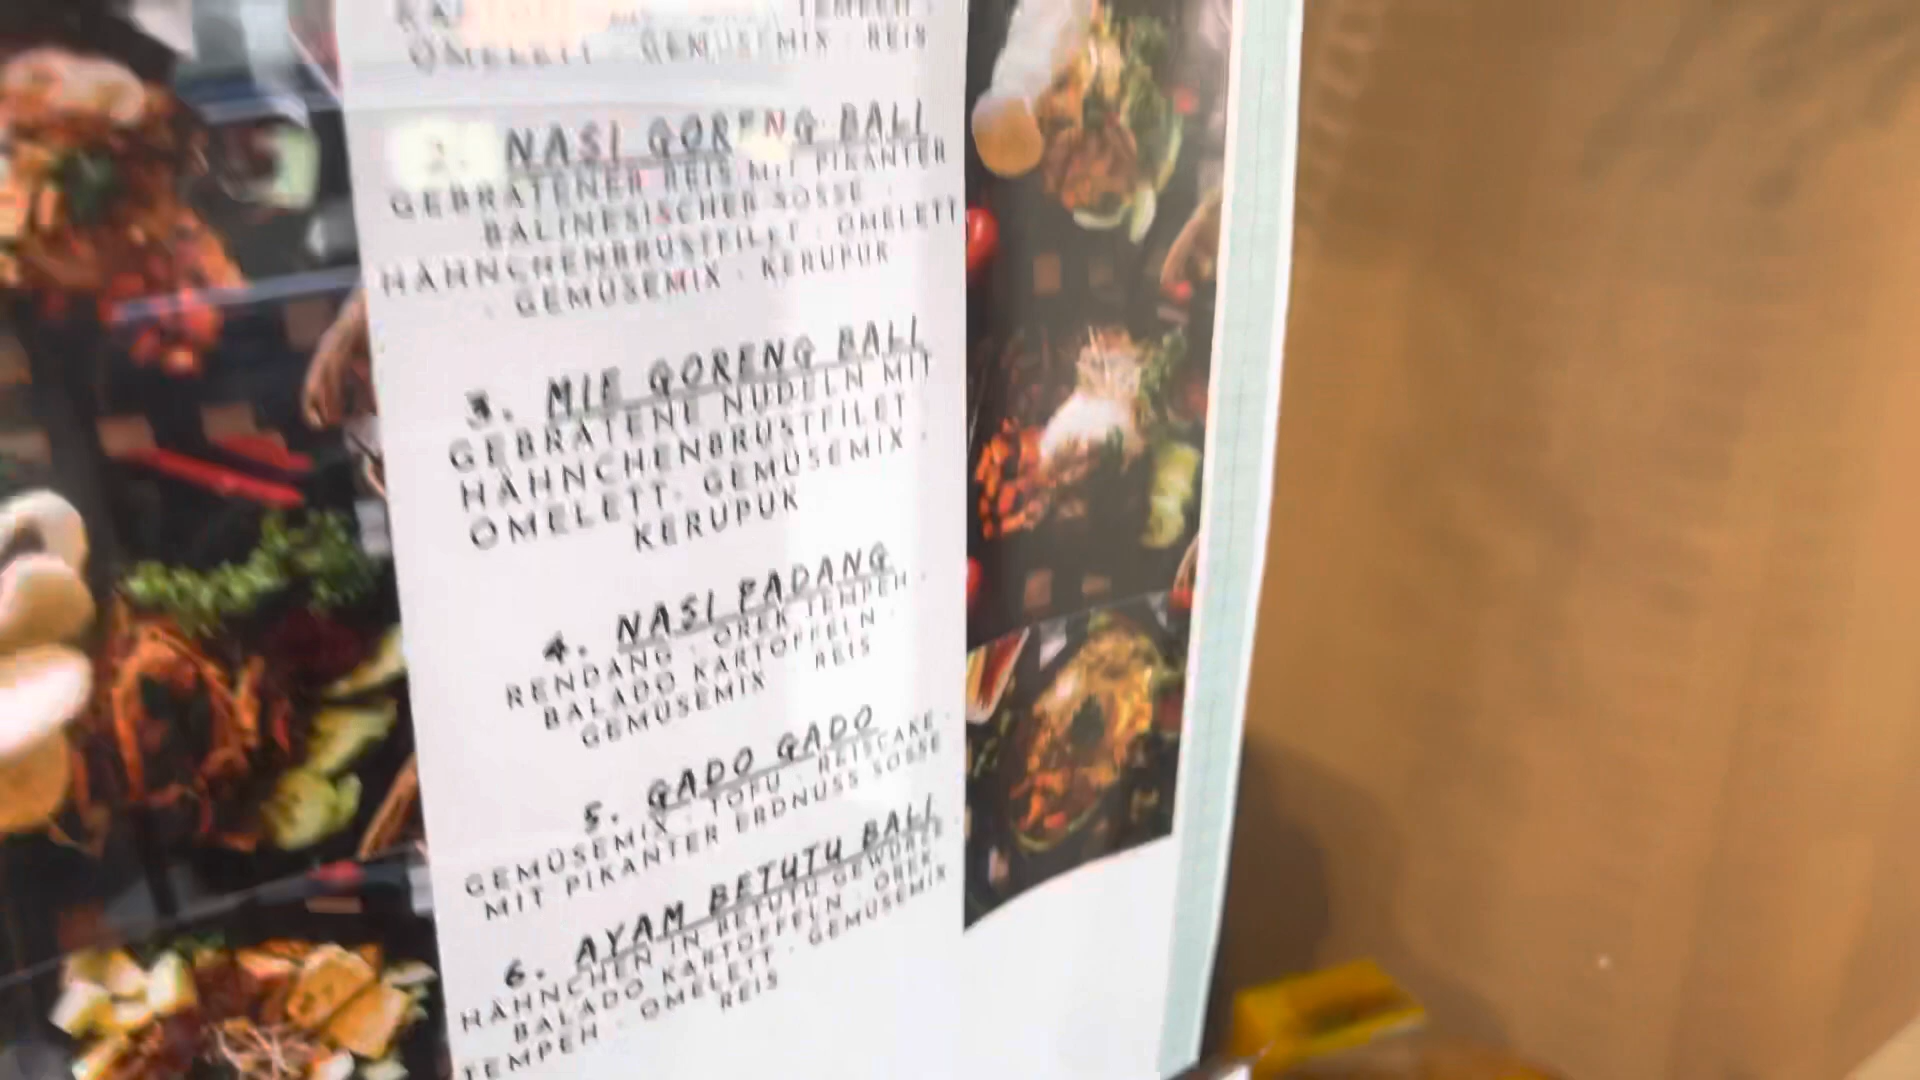 OMELETT · GEMÜSEMIX · REIS
2. NASI GORENG BALI
GEBRATENER REIS MIT PIKANTER
BALINESISCHER SOSSE ·
HÄHNCHENBRUSTFILET · OMELETT
· GEMÜSEMIX · KERUPUK
3. MIE GORENG BALI
GEBRATENE NUDELN MIT
HÄHNCHENBRUSTFILET ·
OMELETT · GEMÜSEMIX ·
KERUPUK
4. NASI PADANG
RENDANG · OREK TEMPEH ·
BALADO KARTOFFELN ·
GEMÜSEMIX REIS
5. GADO GADO
GEMÜSEMIX · TOFU · REISCAKE ·
MIT PIKANTER ERDNUSS SOSSE
6. AYAM BETUTU BALI
HÄHNCHEN IN BETUTU GEWÜRZE ·
BALADO KARTOFFELN · OREK
TEMPEH · OMELETT · GEMÜSEMIX
REIS